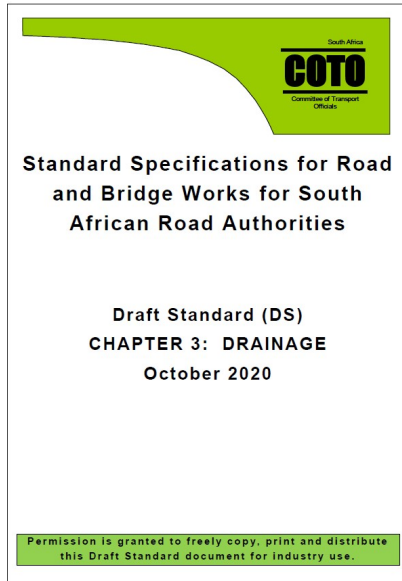 South Africa
COTO
Committee of Transport
Officials
Standard Specifications for Road
and Bridge Works for South
African Road Authorities
Draft Standard (DS)
CHAPTER 3: DRAINAGE
October 2020
Permission is granted to freely copy, print and distribute
this Draft Standard document for industry use.